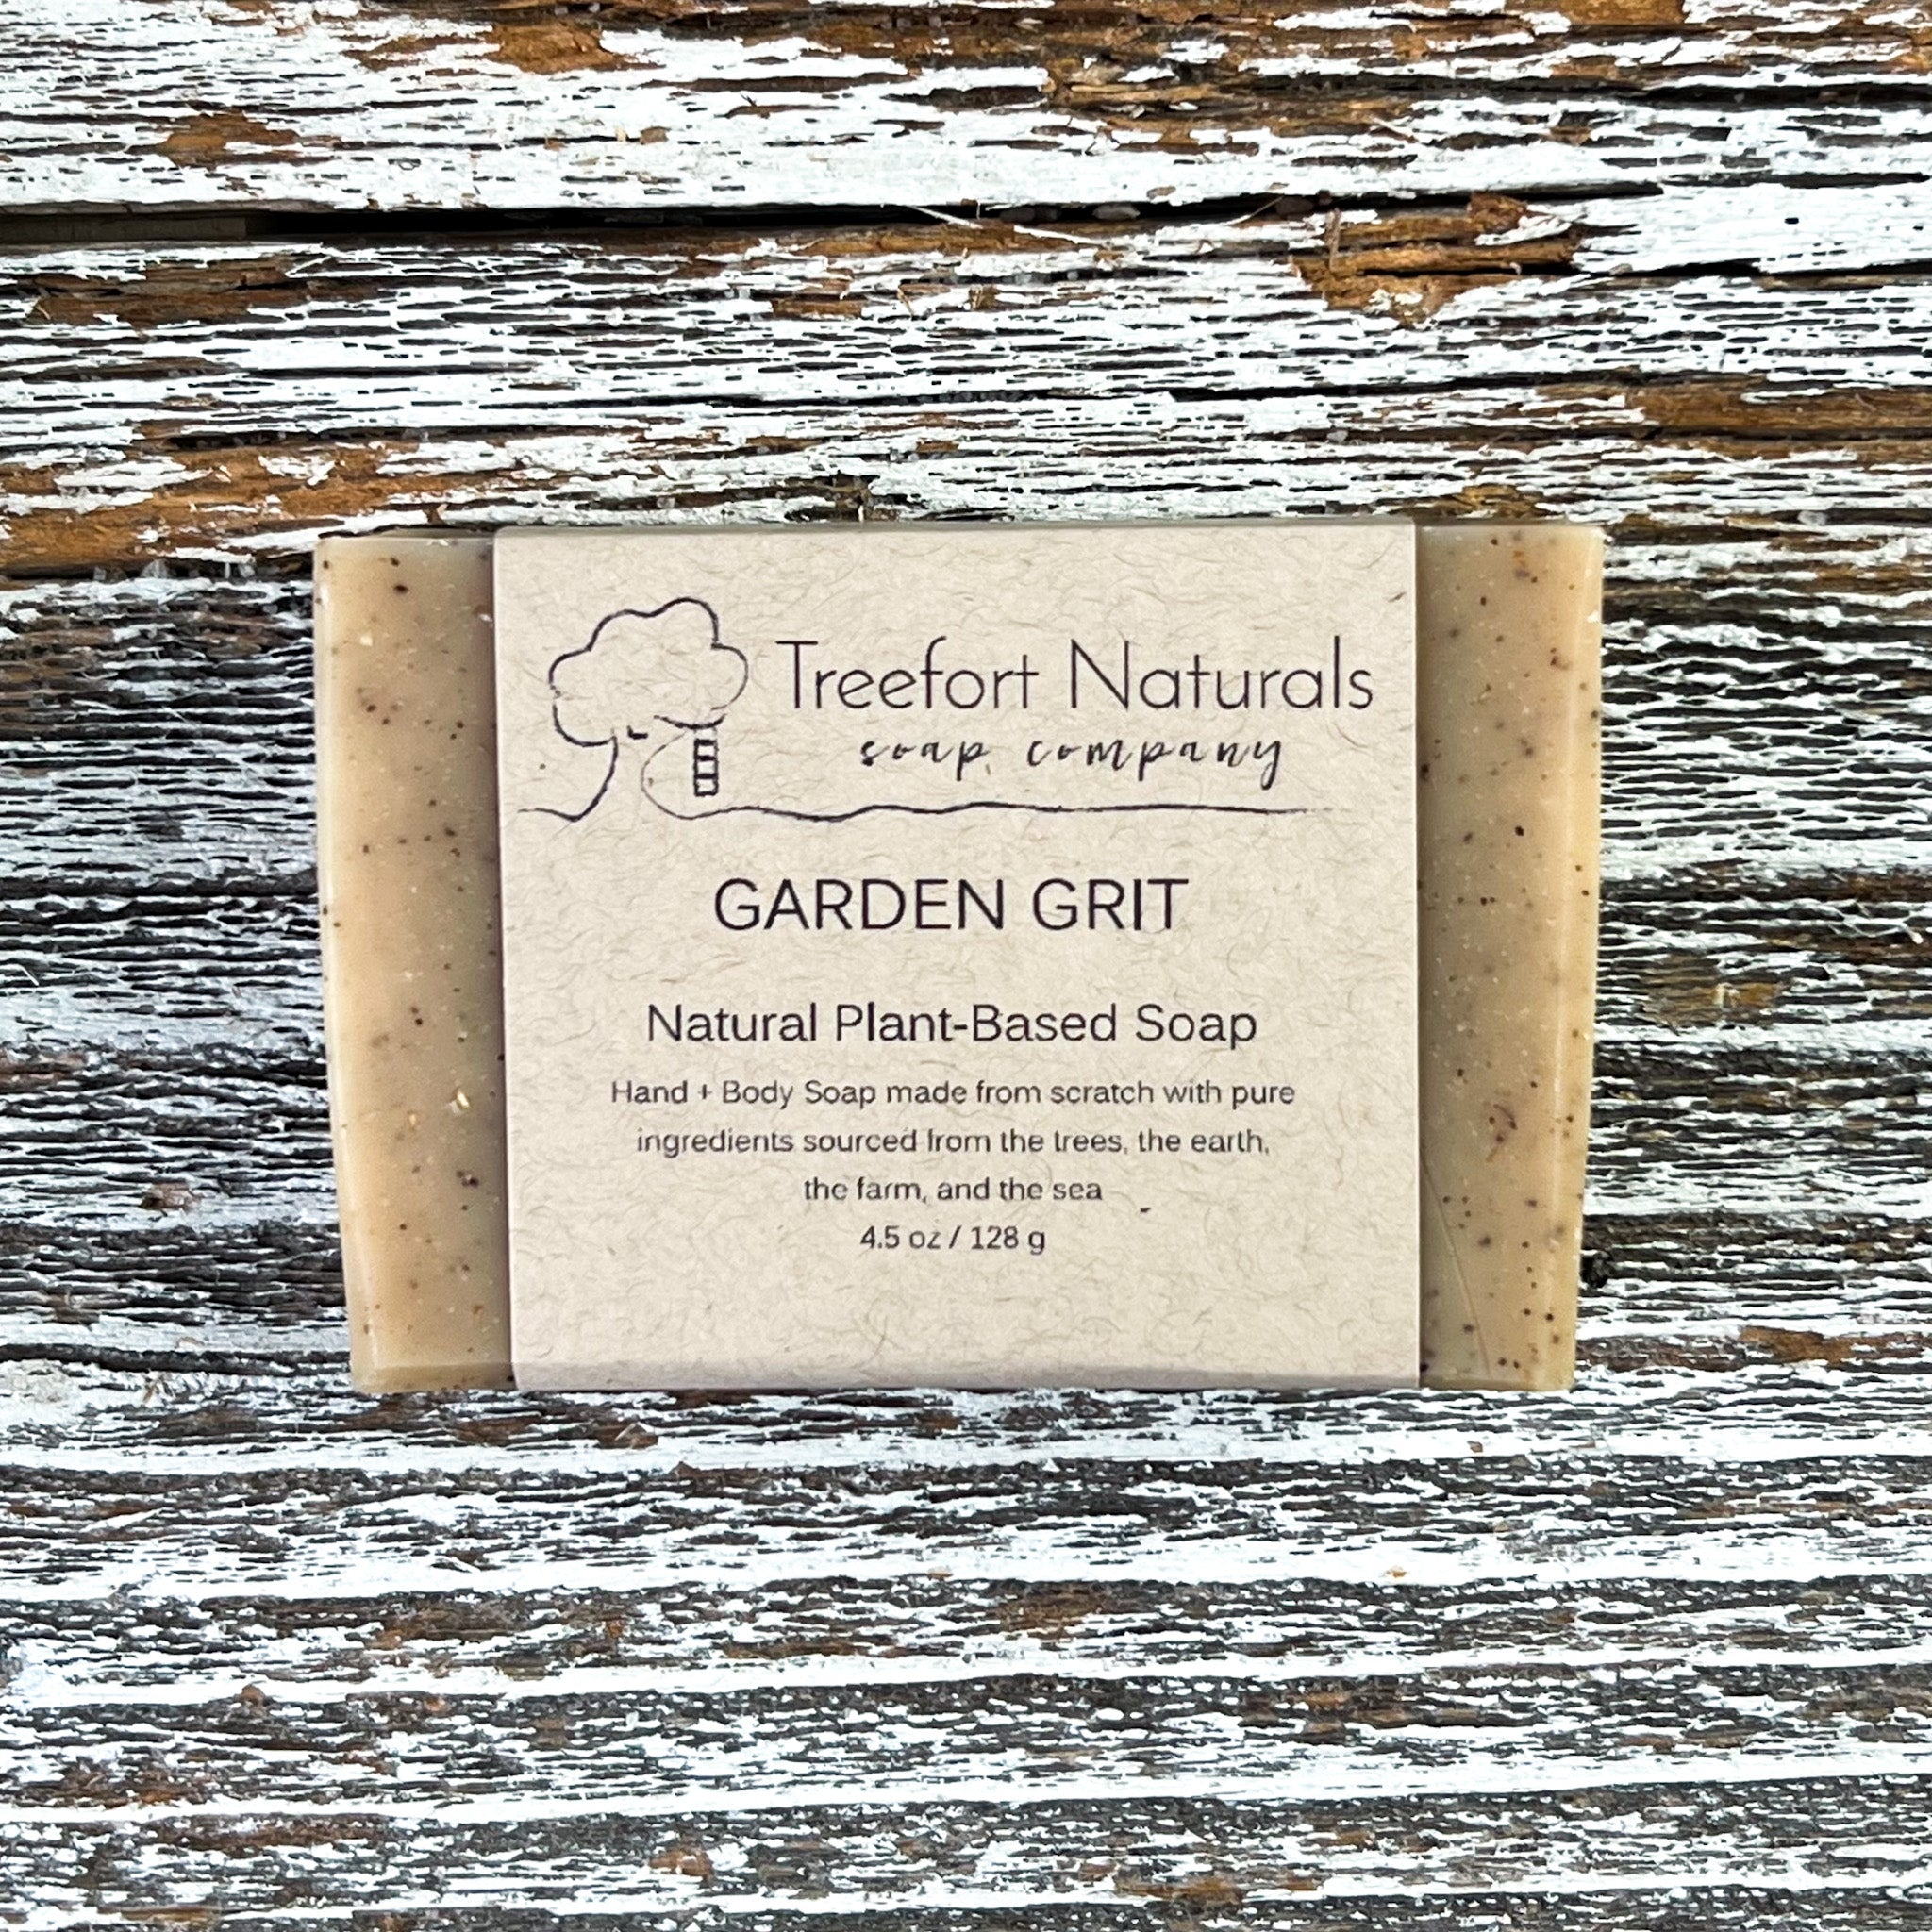 Treefort Naturals
soap company
GARDEN GRIT
Natural Plant-Based Soap
Hand + Body Soap made from scratch with pure
ingredients sourced from the trees, the earth,
the farm, and the sea
4.5 oz / 128 g